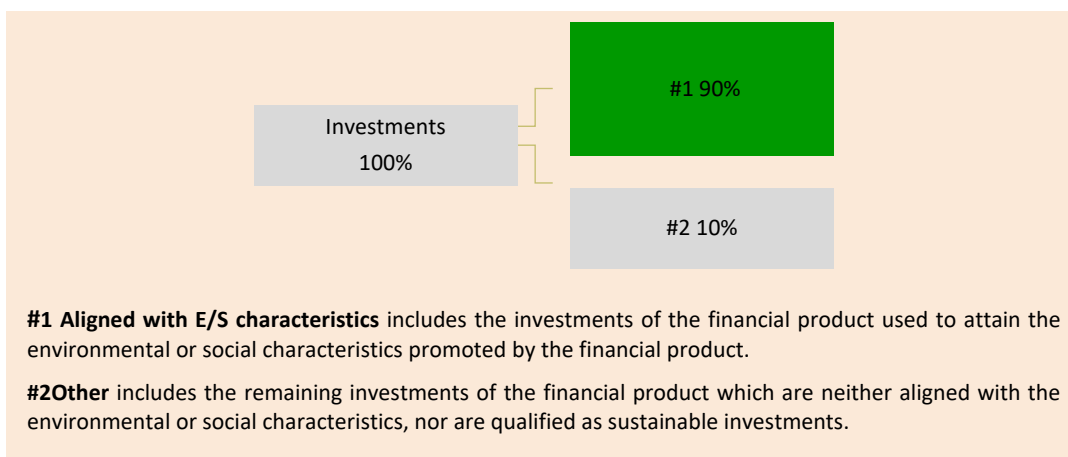 #1 90%
Investments
100%
#2 10%
#1 Aligned with E/S characteristics includes the investments of the financial product used to attain the
environmental or social characteristics promoted by the financial product.
#2Other includes the remaining investments of the financial product which are neither aligned with the
environmental or social characteristics, nor are qualified as sustainable investments.